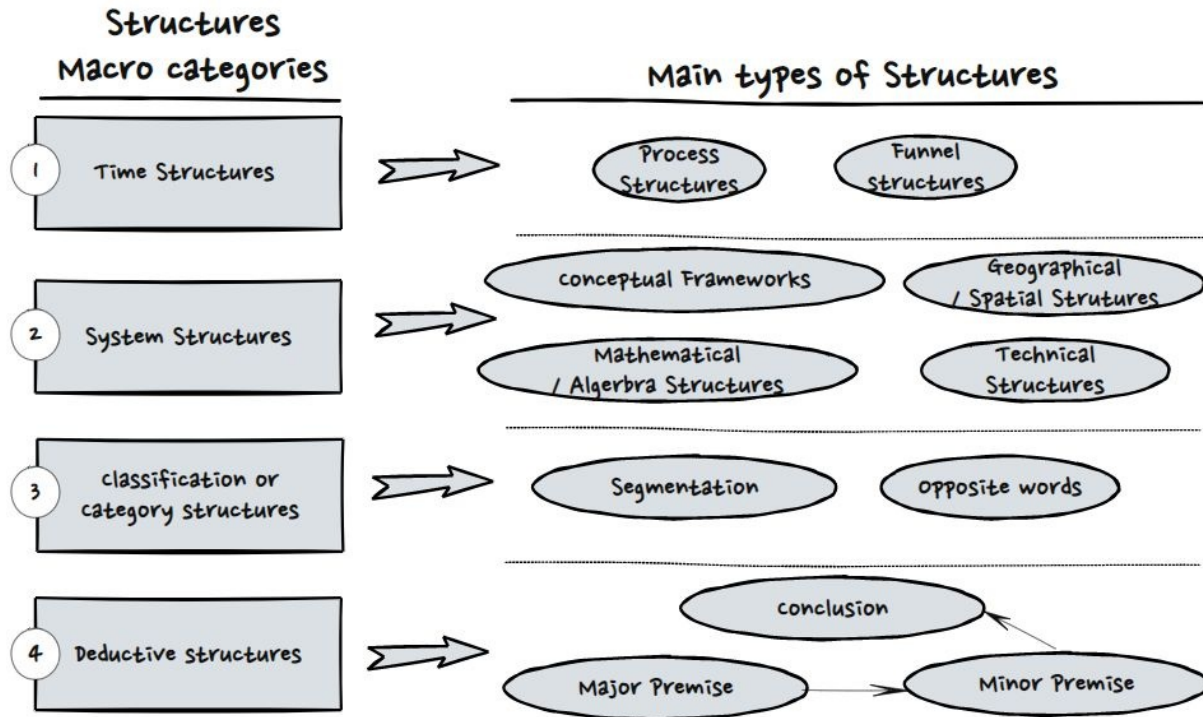 Structures
Macro categories
Main types of Structures
1
Time Structures
Process
Structures
Funnel
structures
2
System Structures
conceptual Frameworks
Geographical
/ Spatial Strutures
Mathematical
/ Algerbra Structures
Technical
Structures
3
classification or
category structures
Segmentation
opposite words
4
Deductive structures
conclusion
Major Premise
Minor Premise